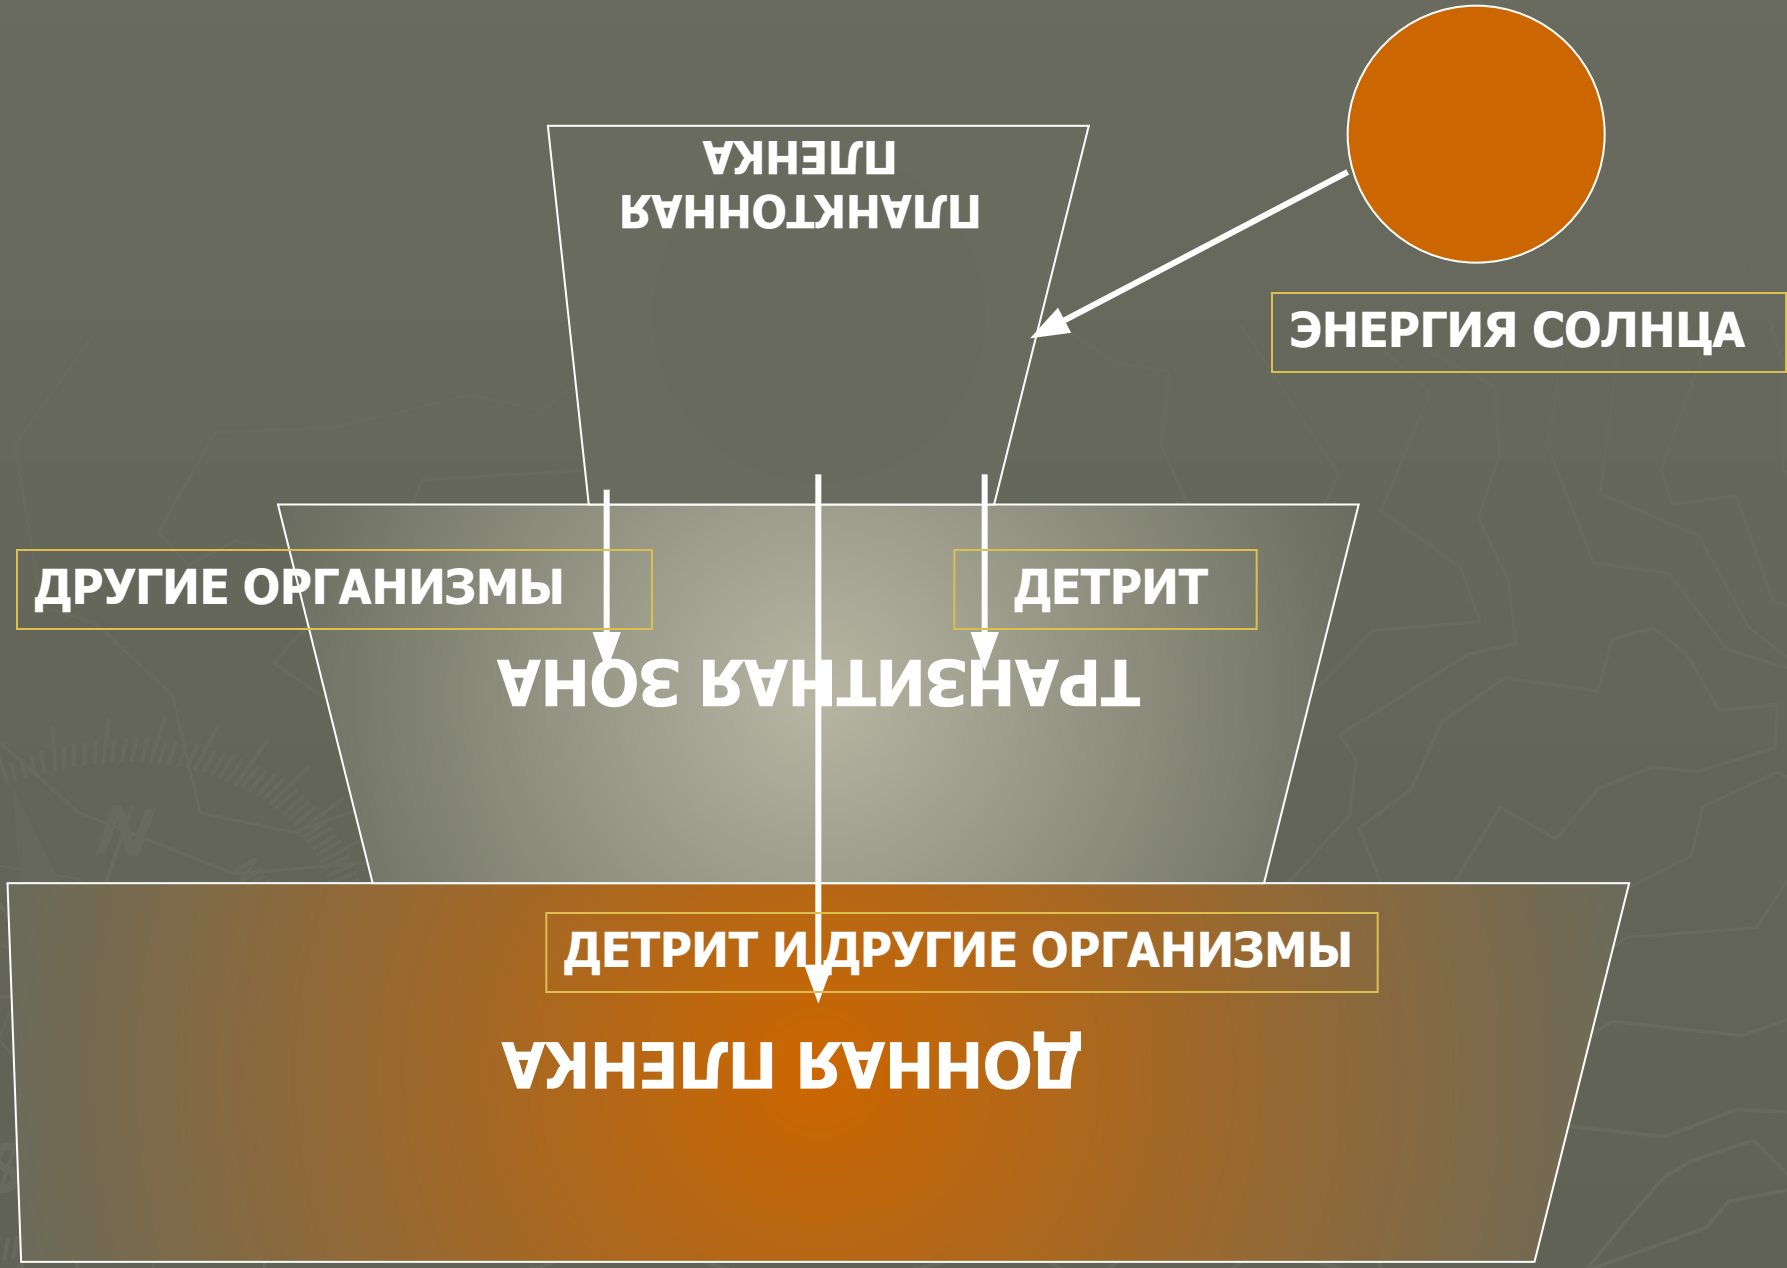 ПЛАНКТОННАЯ
ПЛЕНКА
ЭНЕРГИЯ СОЛНЦА
ДРУГИЕ ОРГАНИЗМЫ
ДЕТРИТ
ТРАНЗИТНАЯ ЗОНА
N
ДЕТРИТ И ДРУГИЕ ОРГАНИЗМЫ
ДОННАЯ ПЛЕНКА